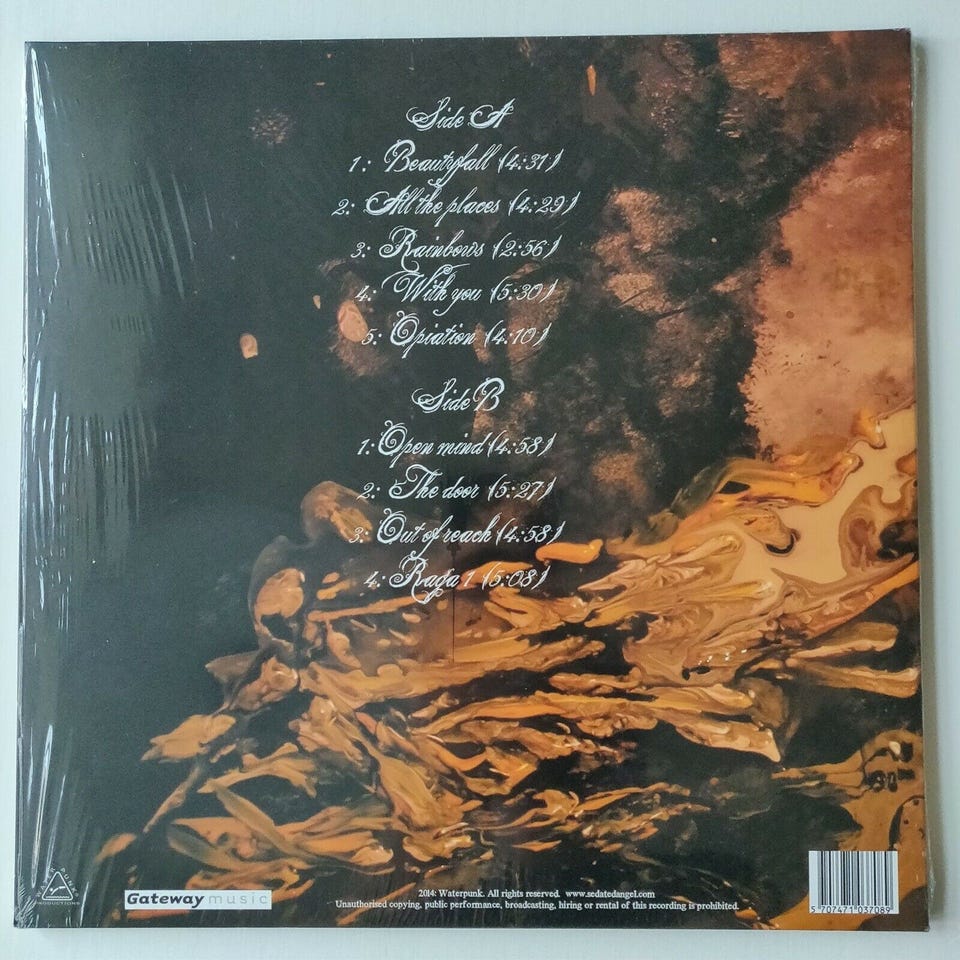 Side A
1: Beautyfall (4:31)
2: All the places (4:29)
3: Rainbows (2:56)
4: With you (5:30)
5: Opiation (4:10)
Side B
1: Open mind (4:58)
2: The door (5:27)
3: Out of reach (4:58)
4: Raga 1 (5:08)
WATER PUNKS
PRODUCTIONS
Gateway music
2014: Waterpunk. All rights reserved. www.sedatedangel.com
Unauthorised copying, public performance, broadcasting, hiring or rental of this recording is prohibited.
5 707471 037089